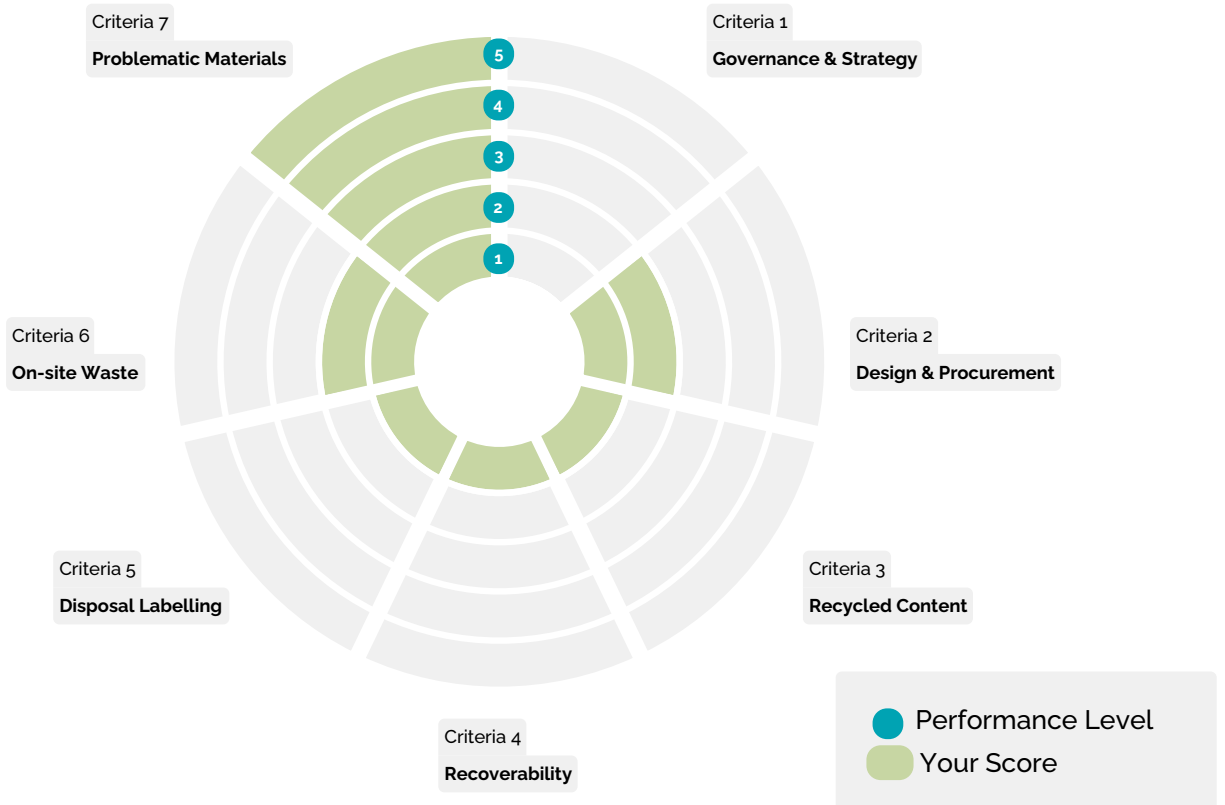 Criteria 7
Problematic Materials
Criteria 1
Governance & Strategy
5
4
3
2
1
Criteria 6
On-site Waste
Criteria 2
Design & Procurement
Criteria 5
Disposal Labelling
Criteria 3
Recycled Content
Criteria 4
Recoverability
Performance Level
Your Score